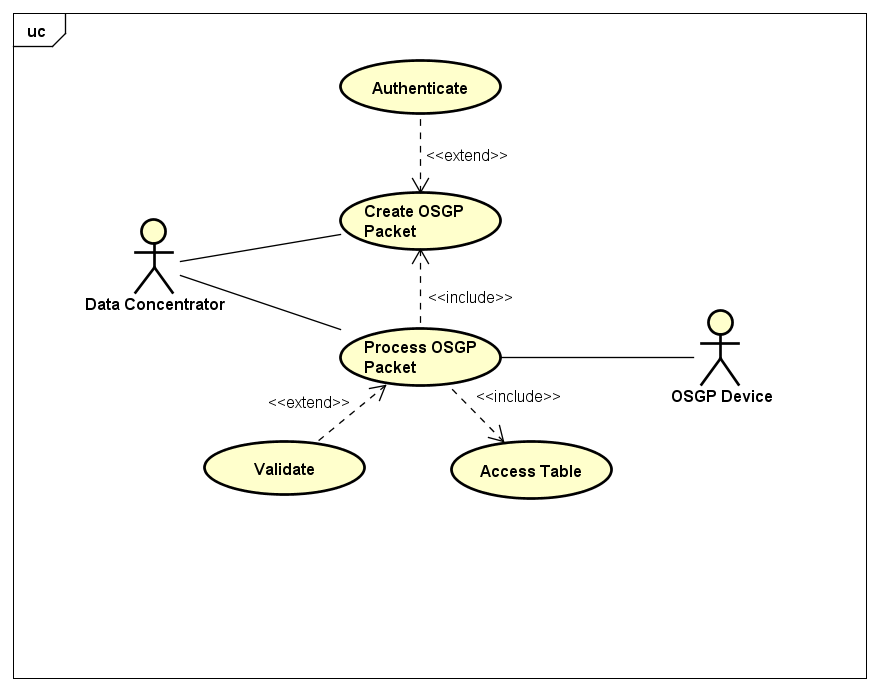 uc
Authenticate
<<extend>>
Create OSGP
Packet
Data Concentrator
<<include>>
Process OSGP
Packet
OSGP Device
<<extend>>
<<include>>
Validate
Access Table